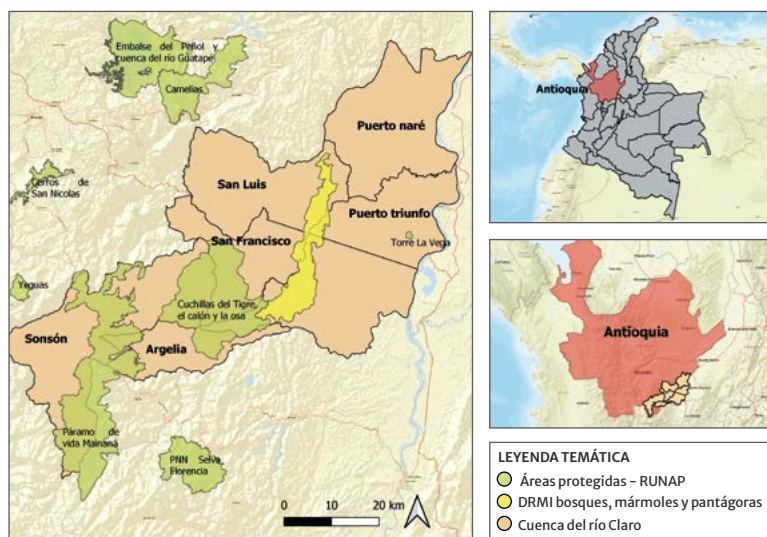 Embalse del Peñol y
cuenca del río Guatapé
Camelias
Puerto naré
San Luis
Cerros de
San Nicolas
Puerto triunfo
San Francisco
Torre La Vega
Yeguas
Cuchillas del Tigre,
el calón y la osa
Sonsón
Argelia
Páramo de
vida Mainaná
PNN Selva
Florencia
0 10 20 km
Antioquia
Antioquia
LEYENDA TEMÁTICA
Áreas protegidas - RUNAP
DRMI bosques, mármoles y pantágoras
Cuenca del río Claro